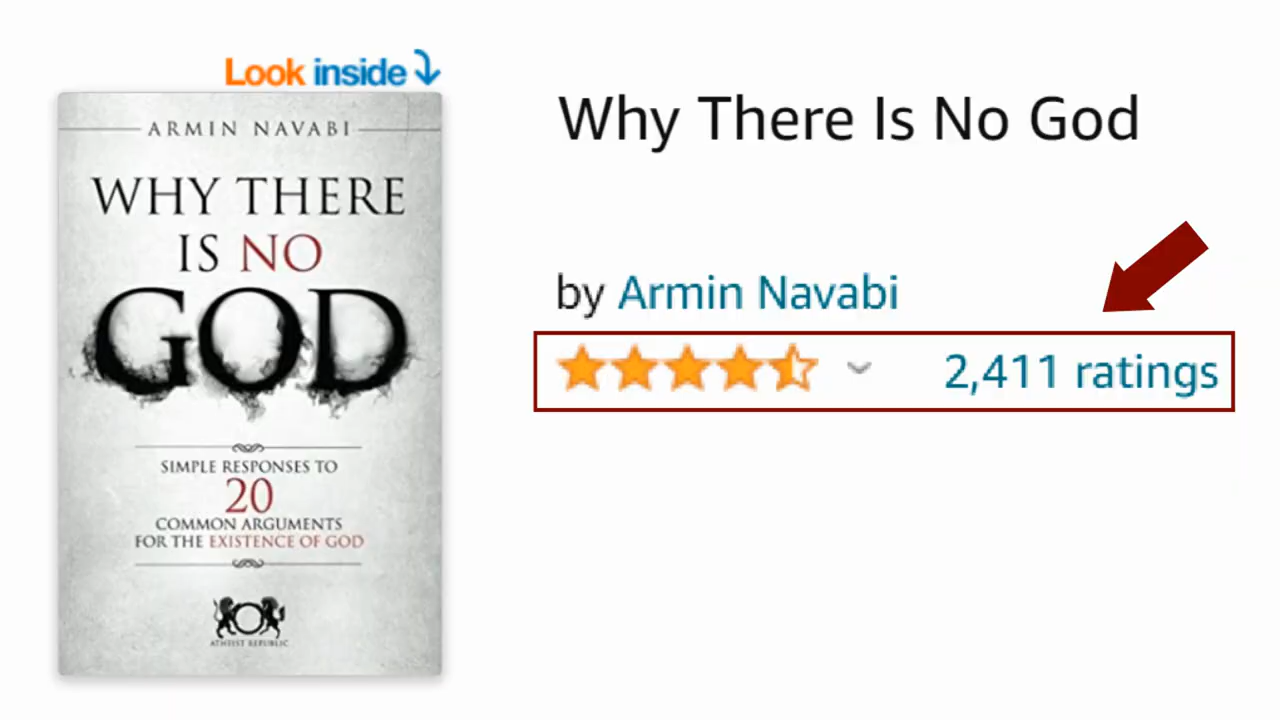 Look inside
ARMIN NAVABI
WHY THERE
IS NO
GOD
SIMPLE RESPONSES TO
20
COMMON ARGUMENTS
FOR THE EXISTENCE OF GOD
ATHEIST REPUBLIC
Why There Is No God
by Armin Navabi
2,411 ratings